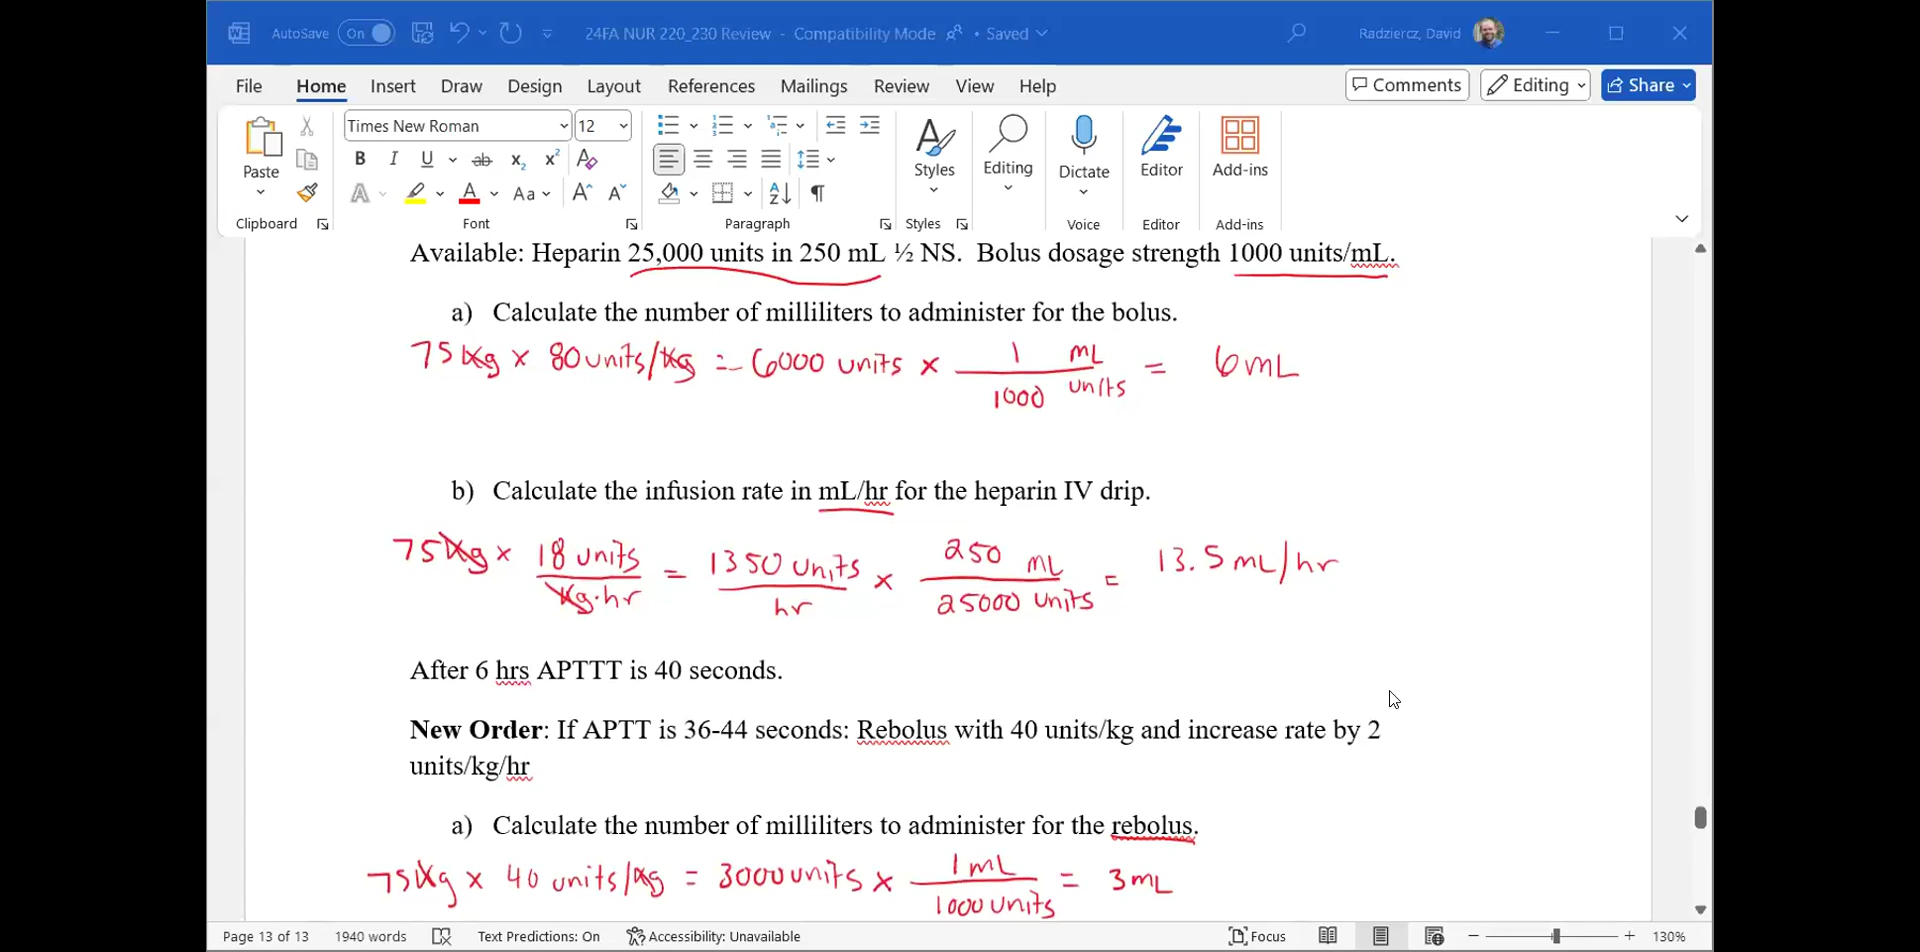 AutoSave On 24FA NUR 220_230 Review - Compatibility Mode • Saved Radziercz, David
File Home Insert Draw Design Layout References Mailings Review View Help Comments Editing Share
Times New Roman 12
Paste B I U ab x₂ x² Styles Editing Dictate Editor Add-ins
A A Aa A A
Clipboard Font Paragraph Styles Voice Editor Add-ins
Available: Heparin 25,000 units in 250 mL ½ NS. Bolus dosage strength 1000 units/mL.
a) Calculate the number of milliliters to administer for the bolus.
75 kg × 80 units/kg = 6000 units × 1 mL / 1000 units = 6 mL
b) Calculate the infusion rate in mL/hr for the heparin IV drip.
75 kg × 18 units / kg·hr = 1350 units / hr × 250 mL / 25000 units = 13.5 mL/hr
After 6 hrs APTTT is 40 seconds.
New Order: If APTT is 36-44 seconds: Rebolus with 40 units/kg and increase rate by 2
units/kg/hr
a) Calculate the number of milliliters to administer for the rebolus.
75 kg × 40 units/kg = 3000 units × 1 mL / 1000 units = 3 mL
Page 13 of 13 1940 words Text Predictions: On Accessibility: Unavailable Focus 130%